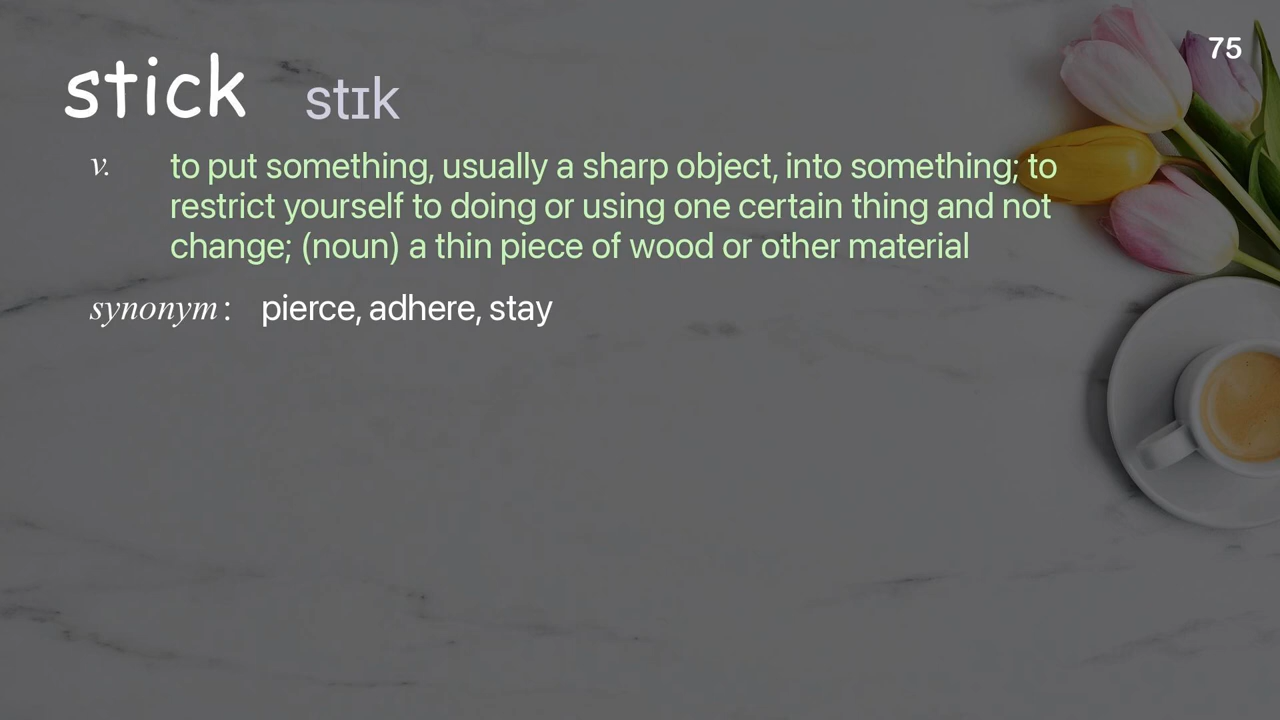 75
stick stɪk
v. to put something, usually a sharp object, into something; to
restrict yourself to doing or using one certain thing and not
change; (noun) a thin piece of wood or other material
synonym: pierce, adhere, stay